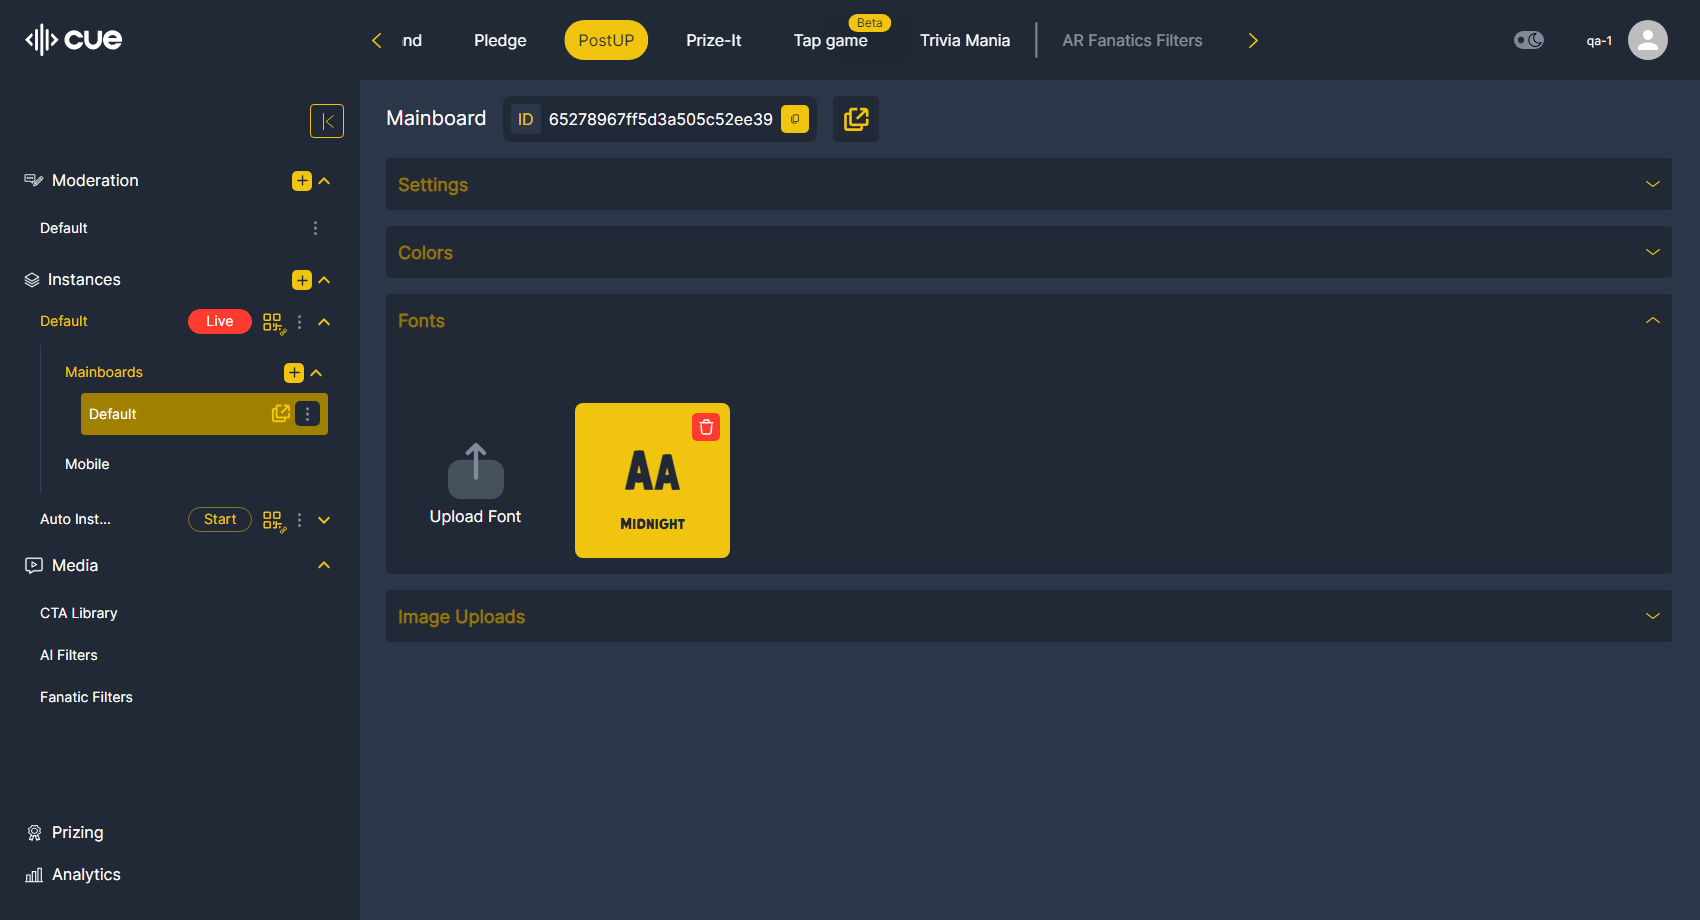 cue
nd
Pledge
PostUP
Prize-It
Beta
Tap game
Trivia Mania
AR Fanatics Filters
qa-1
Moderation
Default
Instances
Default
Live
Mainboards
Default
Mobile
Auto Inst...
Start
Media
CTA Library
AI Filters
Fanatic Filters
Prizing
Analytics
Mainboard
ID
65278967ff5d3a505c52ee39
Settings
Colors
Fonts
Upload Font
AA
MIDNIGHT
Image Uploads